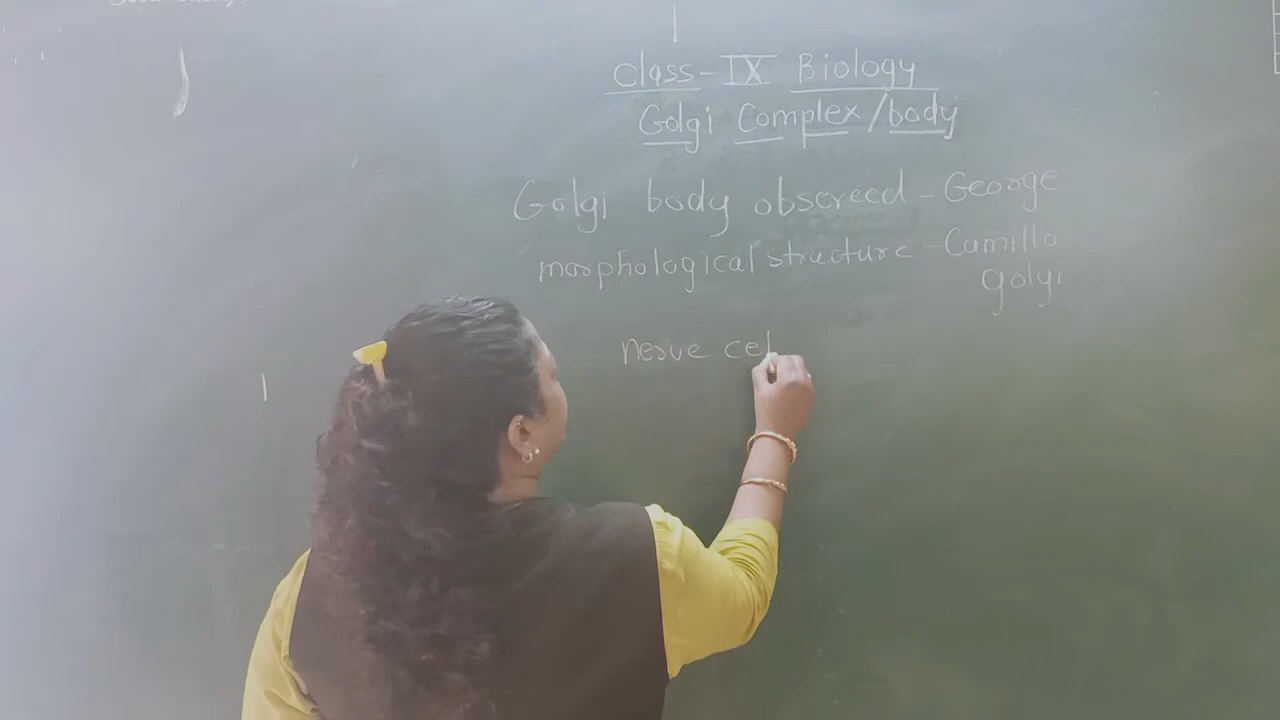 Class-IX Biology
Golgi Complex/body
Golgi body obsereed - George
morphological structure - Camillo
golgi
nerve cel